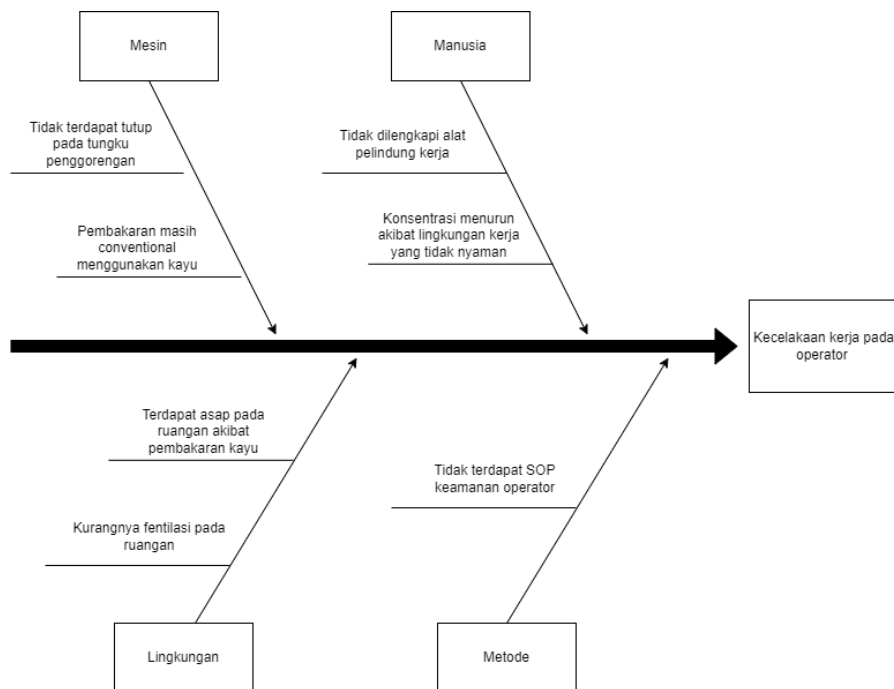 Mesin
Manusia
Tidak terdapat tutup
pada tungku
penggorengan
Tidak dilengkapi alat
pelindung kerja
Pembakaran masih
conventional
menggunakan kayu
Konsentrasi menurun
akibat lingkungan kerja
yang tidak nyaman
Kecelakaan kerja pada
operator
Terdapat asap pada
ruangan akibat
pembakaran kayu
Tidak terdapat SOP
keamanan operator
Kurangnya fentilasi pada
ruangan
Lingkungan
Metode